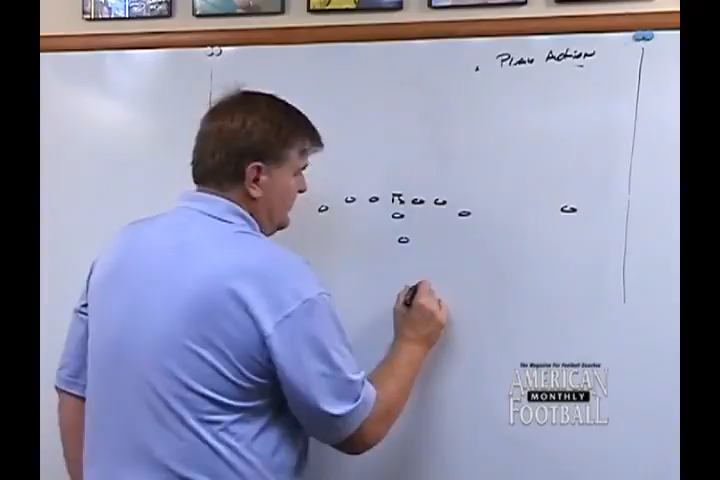 Play Action
The Magazine For Football Coaches
AMERICAN
MONTHLY
FOOTBALL